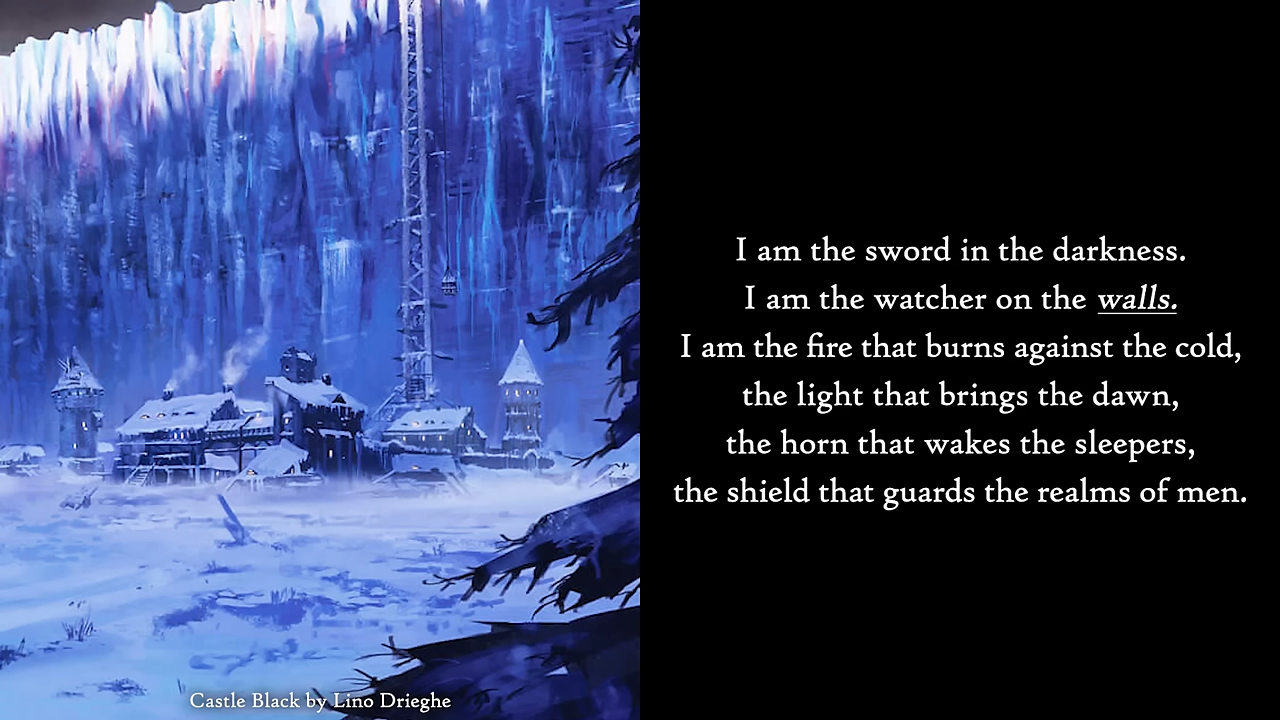 I am the sword in the darkness.
I am the watcher on the walls.
I am the fire that burns against the cold,
the light that brings the dawn,
the horn that wakes the sleepers,
the shield that guards the realms of men.
Castle Black by Lino Drieghe